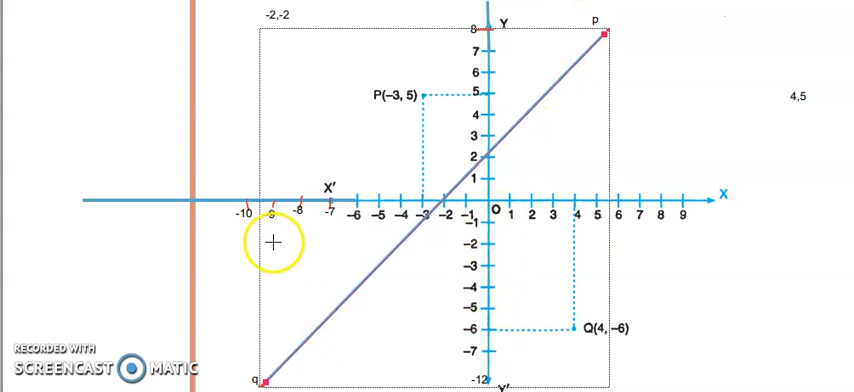 -2,-2
8
Y
p
7
6
P(–3, 5)
5
4,5
4
3
2
1
X'
X
-10 -9 -8 -7 –6 –5 –4 –3 –2 –1 O 1 2 3 4 5 6 7 8 9
–1
–2
–3
–4
–5
–6
Q(4, –6)
–7
RECORDED WITH
SCREENCAST MATIC
q
-12
Y'